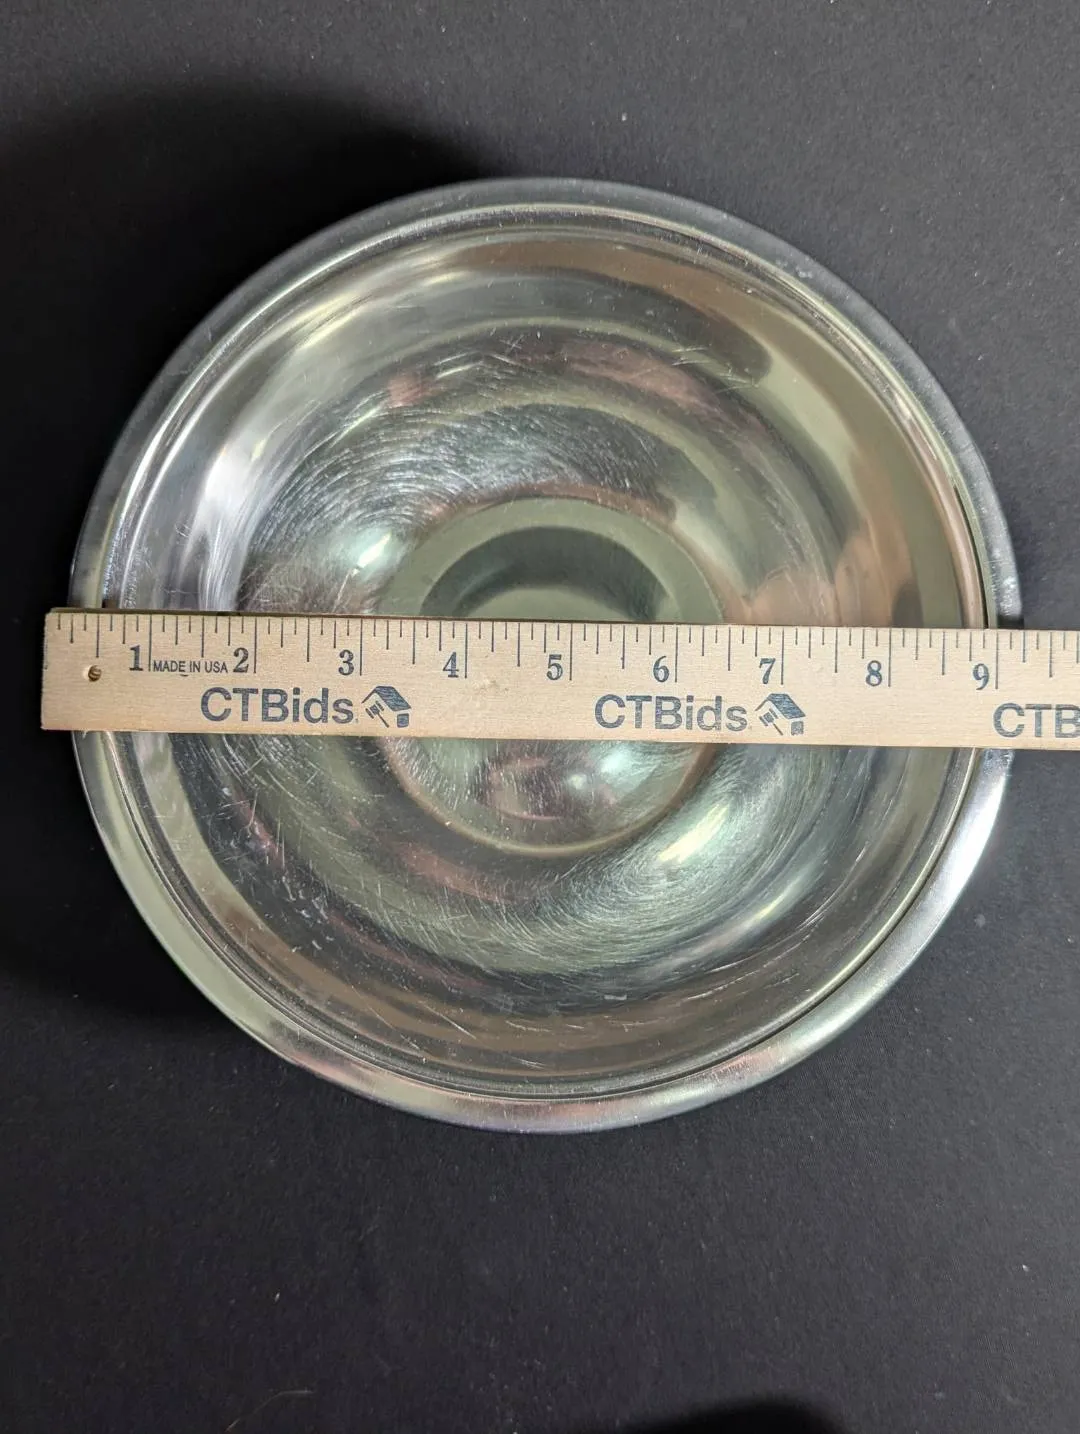 1 MADE IN USA 2 3 4 5 6 7 8 9
CTBids CTBids CTB